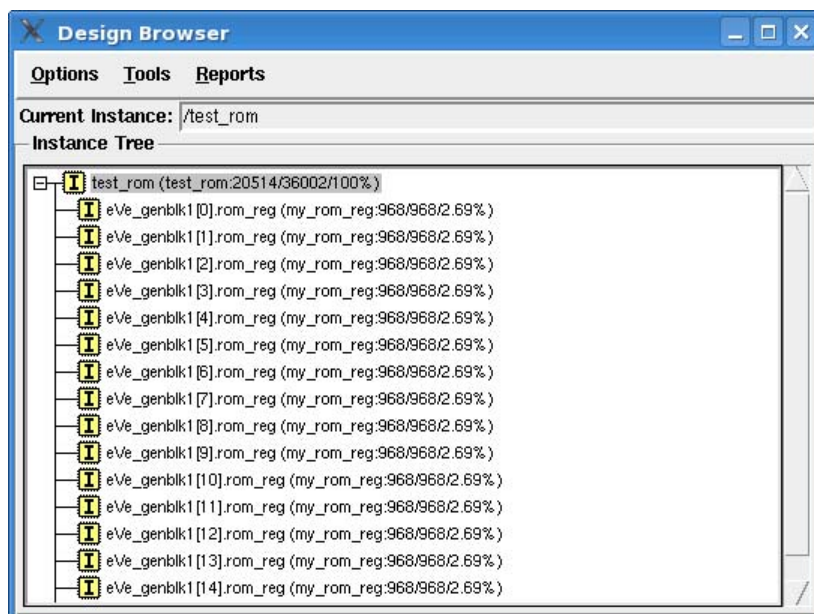 Design Browser
Options Tools Reports
Current Instance: /test_rom
Instance Tree
test_rom (test_rom:20514/36002/100%)
eVe_genblk1[0].rom_reg (my_rom_reg:968/968/2.69%)
eVe_genblk1[1].rom_reg (my_rom_reg:968/968/2.69%)
eVe_genblk1[2].rom_reg (my_rom_reg:968/968/2.69%)
eVe_genblk1[3].rom_reg (my_rom_reg:968/968/2.69%)
eVe_genblk1[4].rom_reg (my_rom_reg:968/968/2.69%)
eVe_genblk1[5].rom_reg (my_rom_reg:968/968/2.69%)
eVe_genblk1[6].rom_reg (my_rom_reg:968/968/2.69%)
eVe_genblk1[7].rom_reg (my_rom_reg:968/968/2.69%)
eVe_genblk1[8].rom_reg (my_rom_reg:968/968/2.69%)
eVe_genblk1[9].rom_reg (my_rom_reg:968/968/2.69%)
eVe_genblk1[10].rom_reg (my_rom_reg:968/968/2.69%)
eVe_genblk1[11].rom_reg (my_rom_reg:968/968/2.69%)
eVe_genblk1[12].rom_reg (my_rom_reg:968/968/2.69%)
eVe_genblk1[13].rom_reg (my_rom_reg:968/968/2.69%)
eVe_genblk1[14].rom_reg (my_rom_reg:968/968/2.69%)